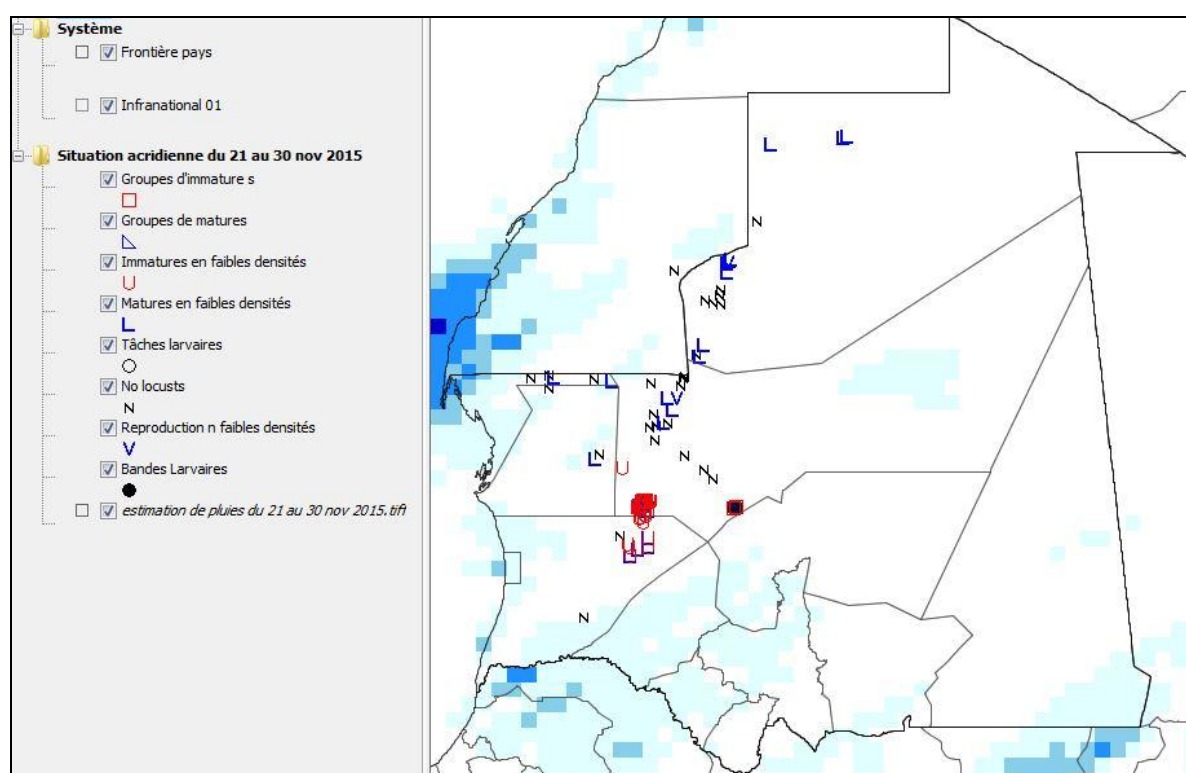 Système
Frontière pays
Infranational 01
Situation acridienne du 21 au 30 nov 2015
Groupes d'immature s
Groupes de matures
Immatures en faibles densités
Matures en faibles densités
Tâches larvaires
No locusts
N
Reproduction n faibles densités
V
Bandes Larvaires
estimation de pluies du 21 au 30 nov 2015.tift